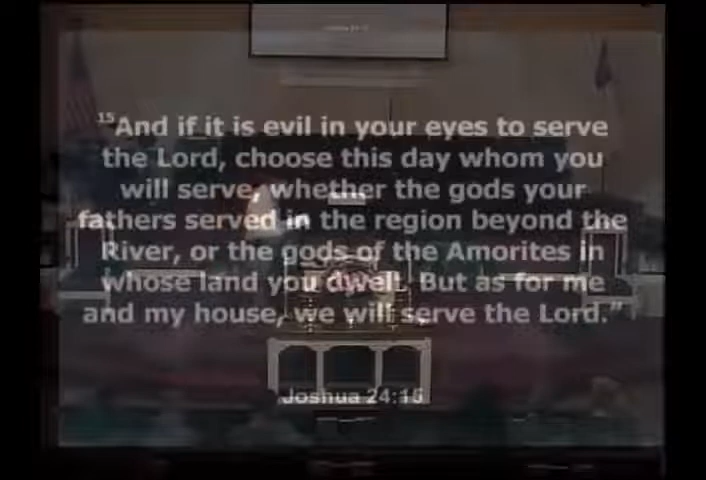 ¹⁵And if it is evil in your eyes to serve
the Lord, choose this day whom you
will serve, whether the gods your
fathers served in the region beyond the
River, or the gods of the Amorites in
whose land you dwell. But as for me
and my house, we will serve the Lord.”
Joshua 24:15